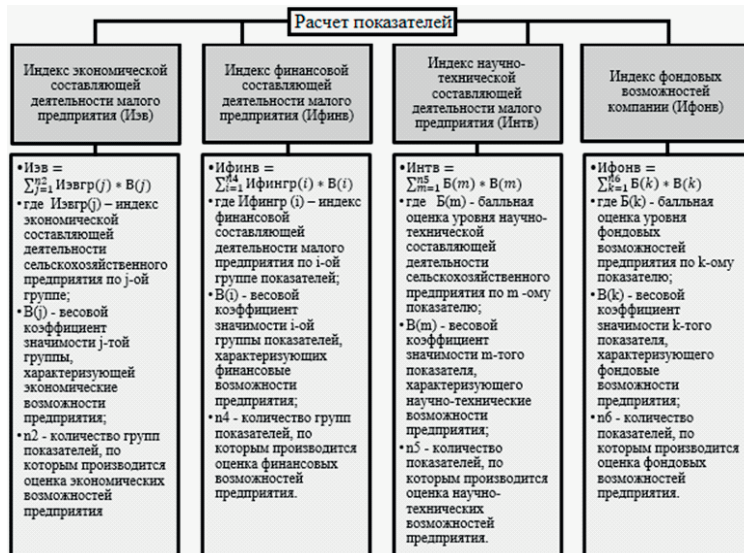 Расчет показателей
Индекс экономической
составляющей
деятельности малого
предприятия (Иэв)
Индекс финансовой
составляющей
деятельности малого
предприятия (Ифинв)
Индекс научно-
технической
составляющей
деятельности малого
предприятия (Интв)
Индекс фондовых
возможностей
компании (Ифонв)
•Иэв =
∑_{j=1}^{n2} Иэвгр(j) * В(j)
•где Иэвгр(j) – индекс
экономической
составляющей
деятельности
сельскохозяйственного
предприятия по j-ой
группе;
•В(j) - весовой
коэффициент
значимости j-той
группы,
характеризующей
экономические
возможности
предприятия;
•n2 - количество групп
показателей, по
которым производится
оценка экономических
возможностей
предприятия
•Ифинв =
∑_{i=1}^{n4} Ифингр(i) * В(i)
•где Ифингр (i) – индекс
финансовой
составляющей
деятельности малого
предприятия по i-ой
группе показателей;
•В(i) - весовой
коэффициент
значимости i-ой
группы показателей,
характеризующих
финансовые
возможности
предприятия;
•n4 - количество групп
показателей, по
которым производится
оценка финансовых
возможностей
предприятия.
•Интв =
∑_{m=1}^{n5} Б(m) * В(m)
•где Б(m) - балльная
оценка уровня научно-
технической
составляющей
деятельности
сельскохозяйственного
предприятия по m -ому
показателю;
•В(m) - весовой
коэффициент
значимости m-того
показателя,
характеризующего
научно-технические
возможности
предприятия;
•n5 - количество
показателей, по
которым производится
оценка научно-
технических
возможностей
предприятия.
•Ифонв =
∑_{k=1}^{n6} Б(k) * В(k)
•где Б(k) - балльная
оценка уровня
фондовых
возможностей
предприятия по k-ому
показателю;
•В(k) - весовой
коэффициент
значимости k-того
показателя,
характеризующего
фондовые
возможности
предприятия;
•n6 - количество
показателей, по
которым производится
оценка фондовых
возможностей
предприятия.